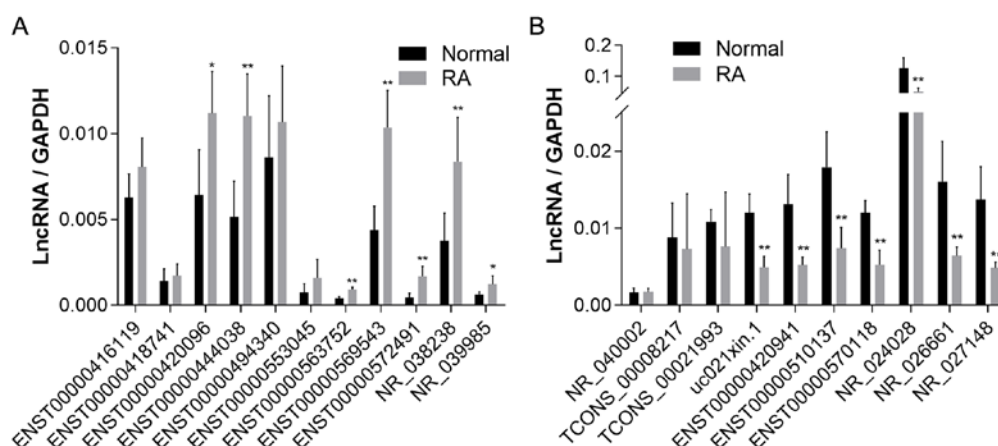 A
LncRNA / GAPDH
0.015
0.010
0.005
0.000
Normal
RA
*
**
**
**
**
**
*
ENST00000416119
ENST00000418741
ENST00000420096
ENST00000444038
ENST00000494340
ENST00000553045
ENST00000563752
ENST00000569543
ENST00000572491
NR_038238
NR_039985
B
LncRNA / GAPDH
0.2
0.1
0.02
0.01
0.00
Normal
RA
**
**
**
**
**
**
**
NR_040002
TCONS_00008217
TCONS_00021993
uc021xin.1
ENST00000420941
ENST00000510137
ENST00000570118
NR_024028
NR_026661
NR_027148